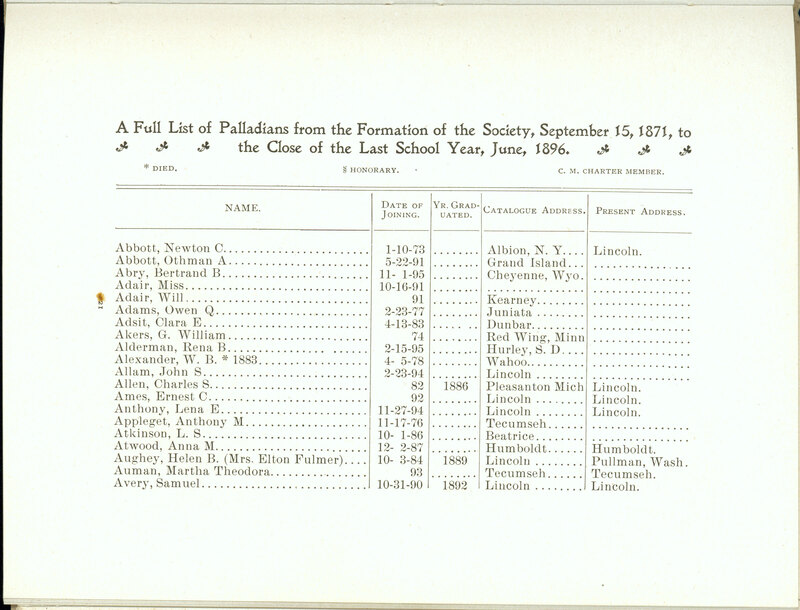 A Full List of Palladians from the Formation of the Society, September 15, 1871, to
the Close of the Last School Year, June, 1896.
* DIED. § HONORARY. C. M. CHARTER MEMBER.
NAME. DATE OF JOINING. YR. GRADUATED. CATALOGUE ADDRESS. PRESENT ADDRESS.
Abbott, Newton C. 1-10-73 ........ Albion, N. Y.... Lincoln.
Abbott, Othman A. 5-22-91 ........ Grand Island... ................
Abry, Bertrand B. 11- 1-95 ........ Cheyenne, Wyo. ................
Adair, Miss. 10-16-91 ........ ................ ................
Adair, Will. 91 ........ Kearney........ ................
Adams, Owen Q. 2-23-77 ........ Juniata ........ ................
Adsit, Clara E. 4-13-83 ........ Dunbar......... ................
Akers, G. William. 74 ........ Red Wing, Minn ................
Alderman, Rena B. 2-15-95 ........ Hurley, S. D.... ................
Alexander, W. B. * 1883. 4- 5-78 ........ Wahoo.......... ................
Allam, John S. 2-23-94 ........ Lincoln ........ ................
Allen, Charles S. 82 1886 Pleasanton Mich Lincoln.
Ames, Ernest C. 92 ........ Lincoln ........ Lincoln.
Anthony, Lena E. 11-27-94 ........ Lincoln ........ Lincoln.
Appleget, Anthony M. 11-17-76 ........ Tecumseh...... ................
Atkinson, L. S. 10- 1-86 ........ Beatrice........ ................
Atwood, Anna M. 12- 2-87 ........ Humboldt...... Humboldt.
Aughey, Helen B. (Mrs. Elton Fulmer).... 10- 3-84 1889 Lincoln ........ Pullman, Wash.
Auman, Martha Theodora. 93 ........ Tecumseh...... Tecumseh.
Avery, Samuel. 10-31-90 1892 Lincoln ........ Lincoln.